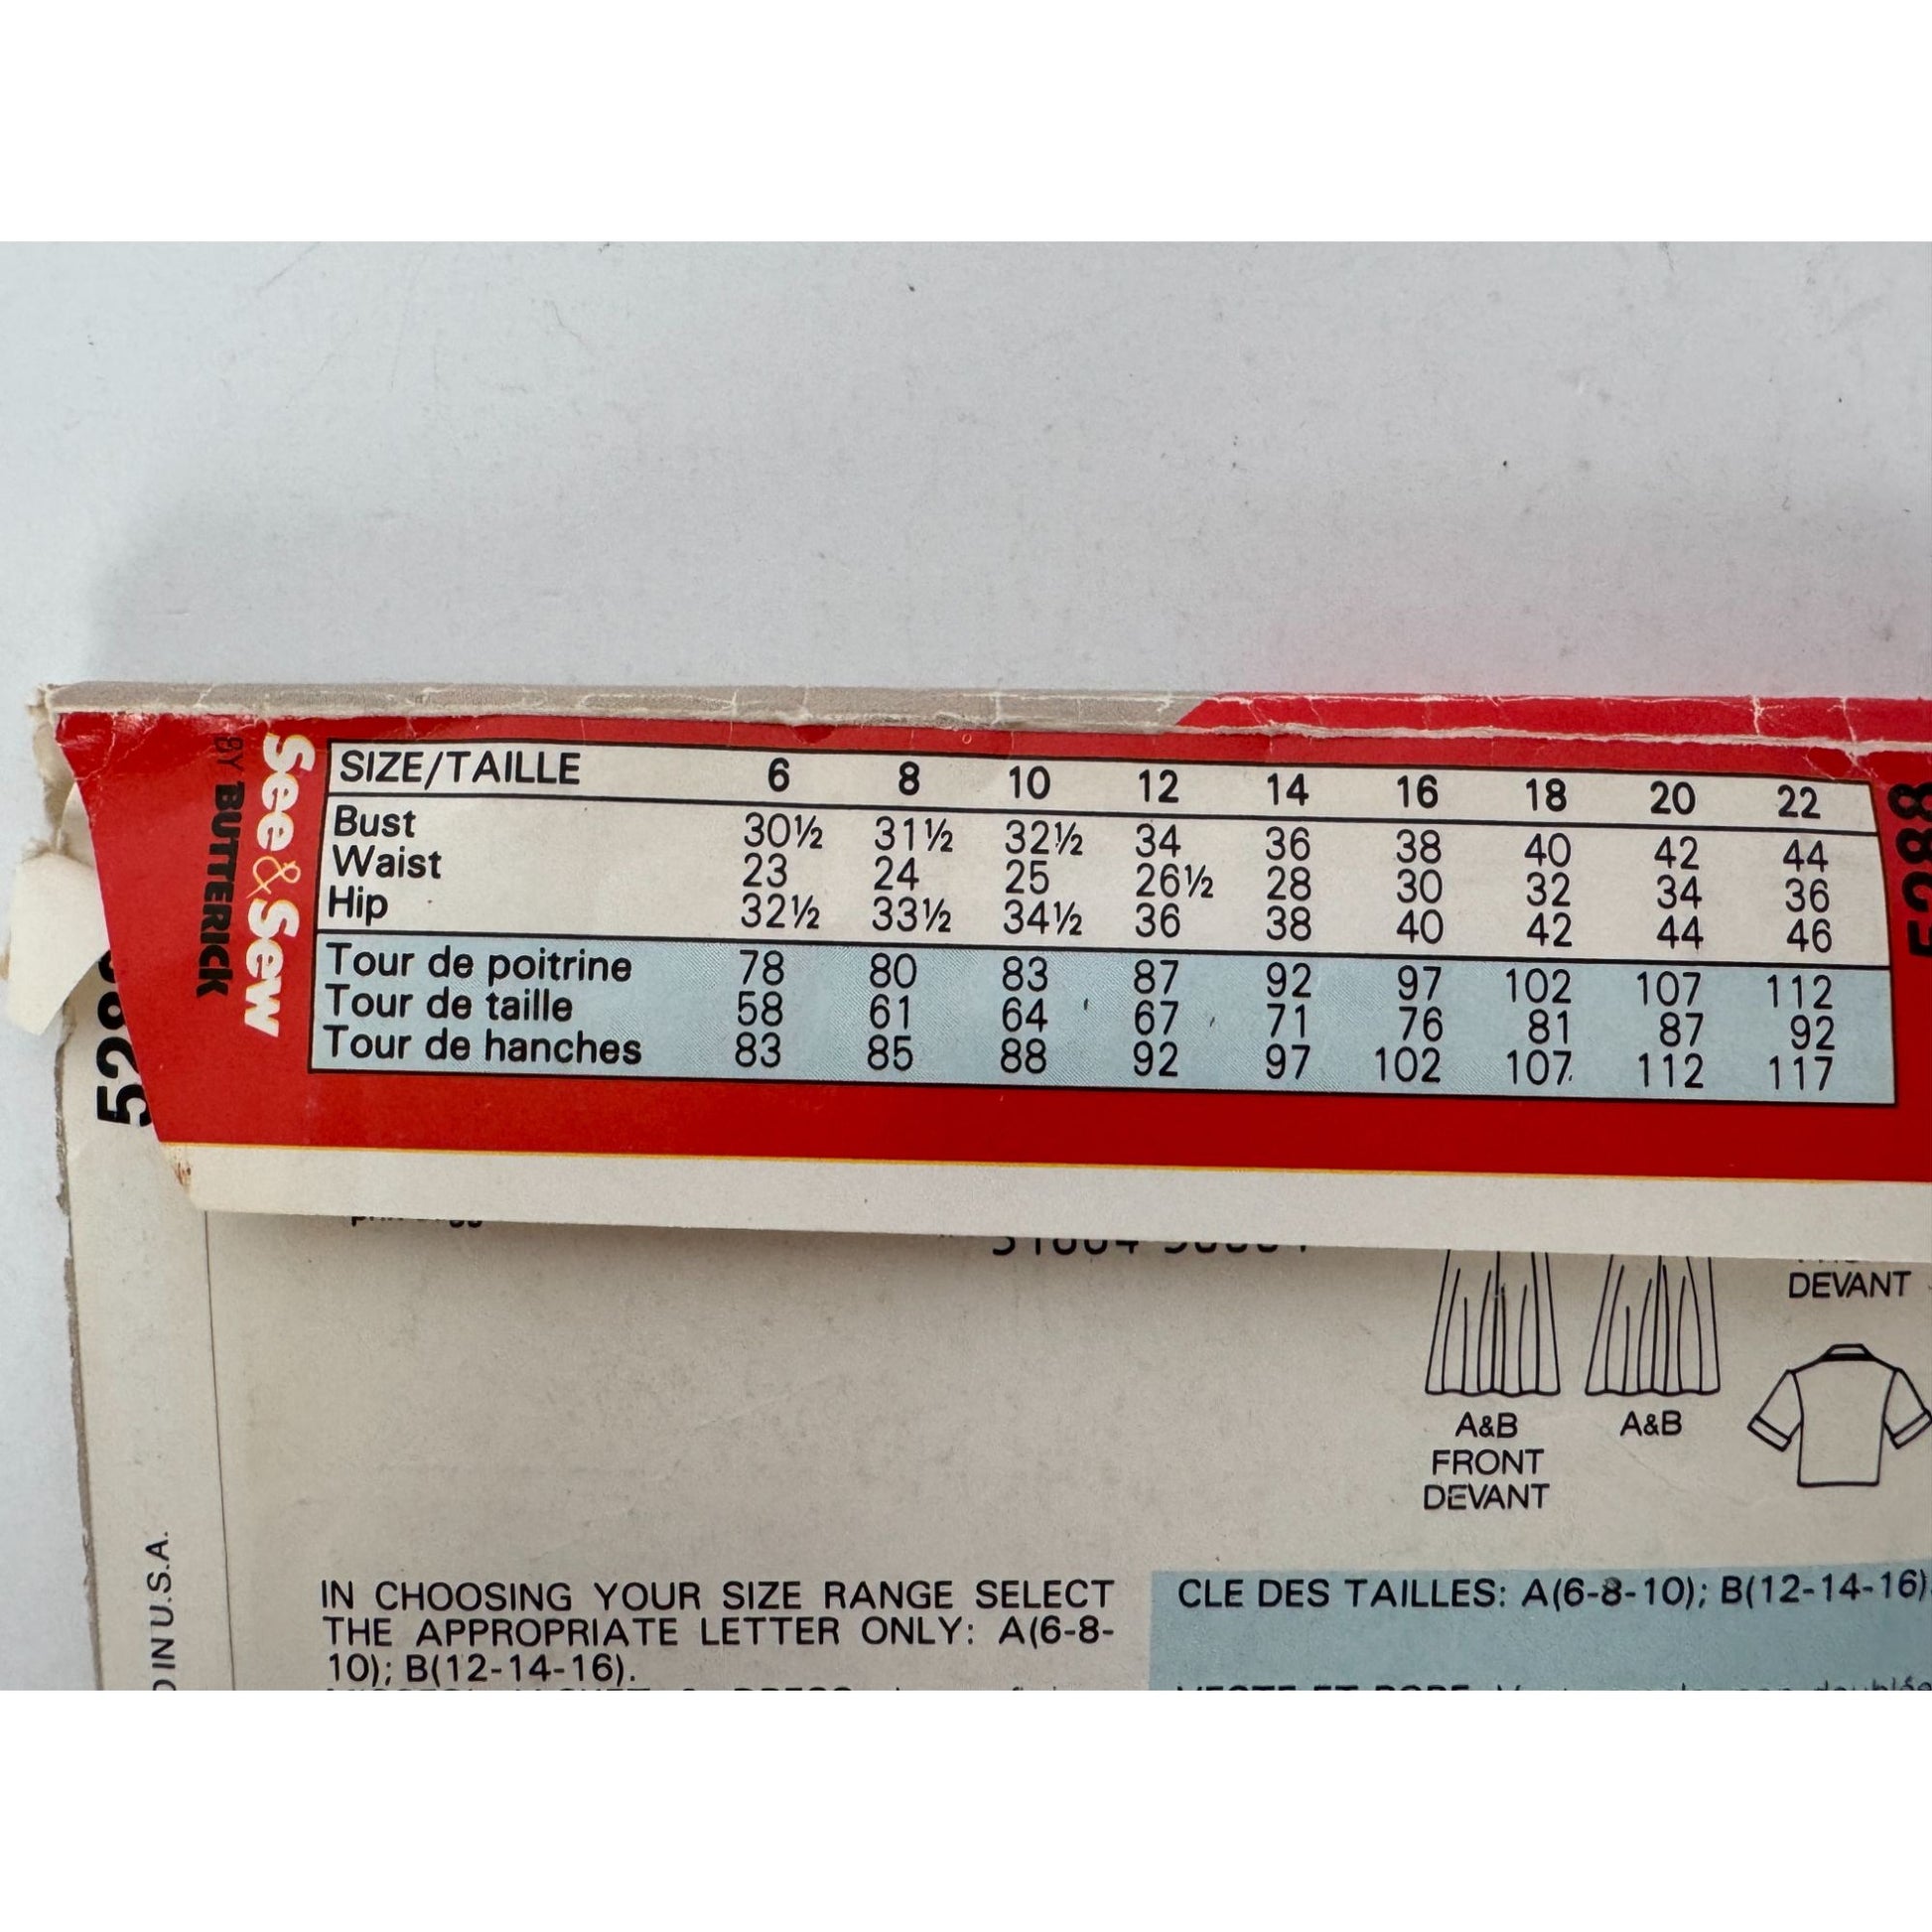 See & Sew
BY BUTTERICK
SIZE/TAILLE 6 8 10 12 14 16 18 20 22
Bust 30½ 31½ 32½ 34 36 38 40 42 44
Waist 23 24 25 26½ 28 30 32 34 36
Hip 32½ 33½ 34½ 36 38 40 42 44 46
Tour de poitrine 78 80 83 87 92 97 102 107 112
Tour de taille 58 61 64 67 71 76 81 87 92
Tour de hanches 83 85 88 92 97 102 107 112 117
5288
DEVANT
A&B
FRONT
DEVANT
A&B
IN U.S.A.
IN CHOOSING YOUR SIZE RANGE SELECT
THE APPROPRIATE LETTER ONLY: A(6-8-
10); B(12-14-16).
CLE DES TAILLES: A(6-8-10); B(12-14-16)